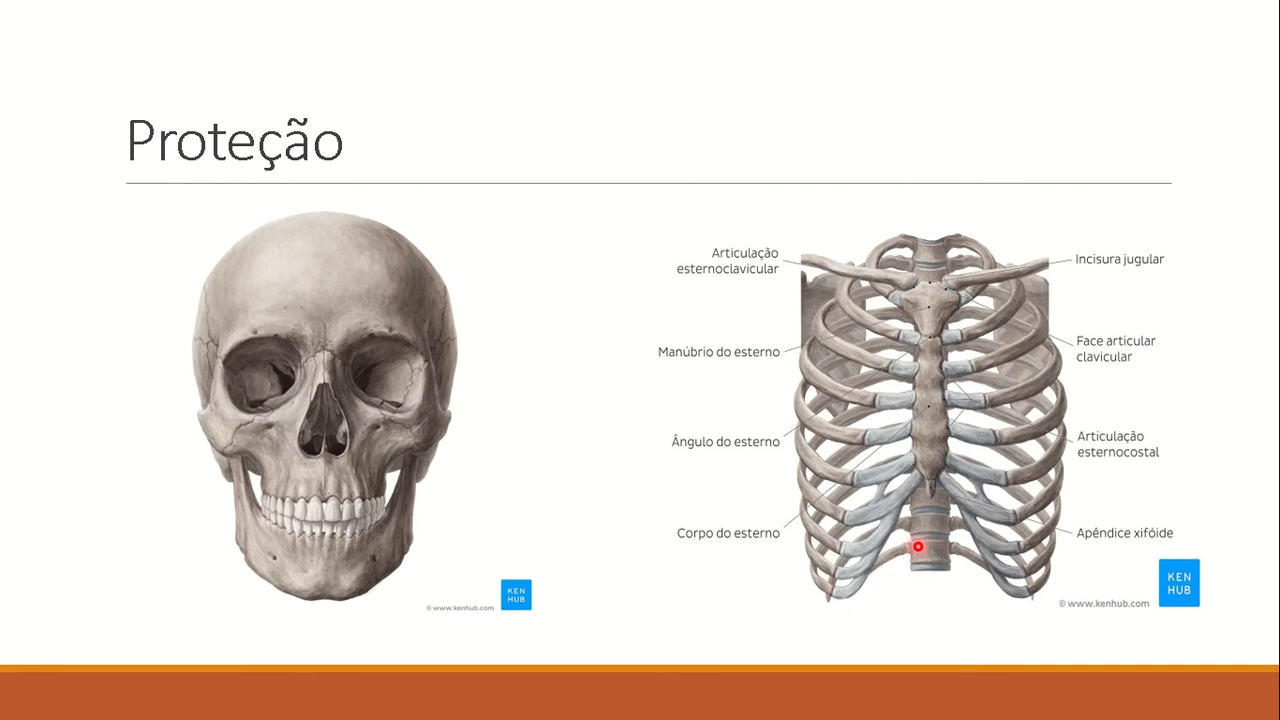 Proteção
© www.kenhub.com
KEN
HUB
Articulação
esternoclavicular
Manúbrio do esterno
Ângulo do esterno
Corpo do esterno
Incisura jugular
Face articular
clavicular
Articulação
esternocostal
Apêndice xifóide
© www.kenhub.com
KEN
HUB